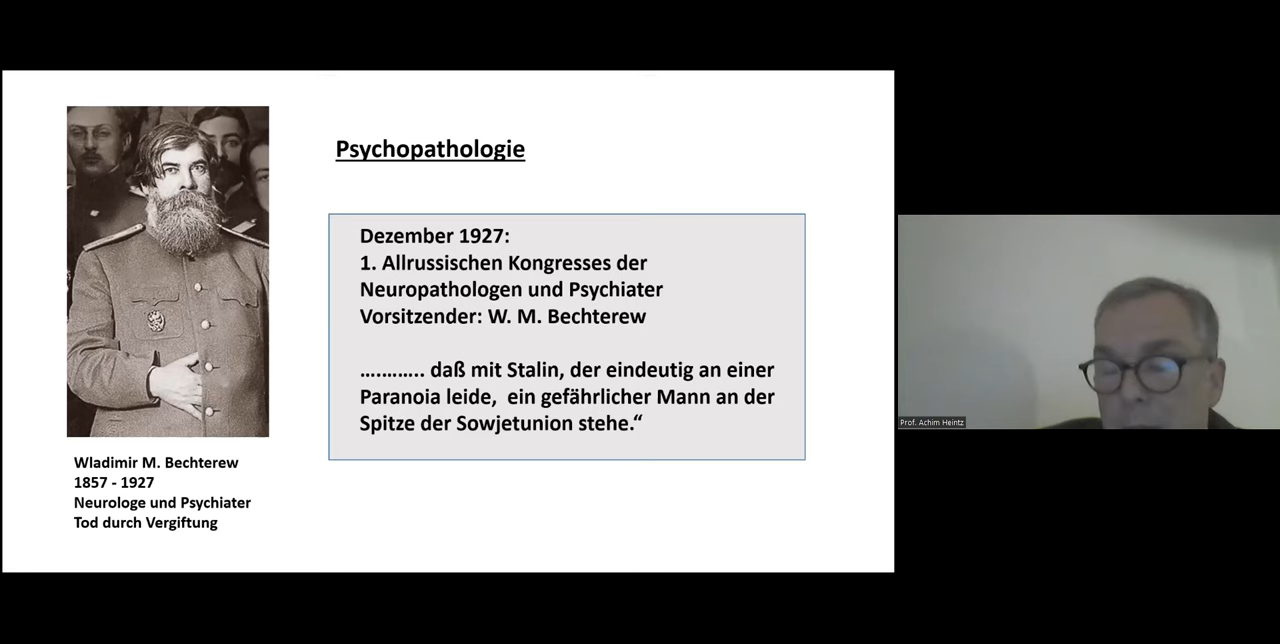 Psychopathologie
Dezember 1927:
1. Allrussischen Kongresses der
Neuropathologen und Psychiater
Vorsitzender: W. M. Bechterew
………... daß mit Stalin, der eindeutig an einer
Paranoia leide, ein gefährlicher Mann an der
Spitze der Sowjetunion stehe.“
Wladimir M. Bechterew
1857 - 1927
Neurologe und Psychiater
Tod durch Vergiftung
Prof. Achim Heintz